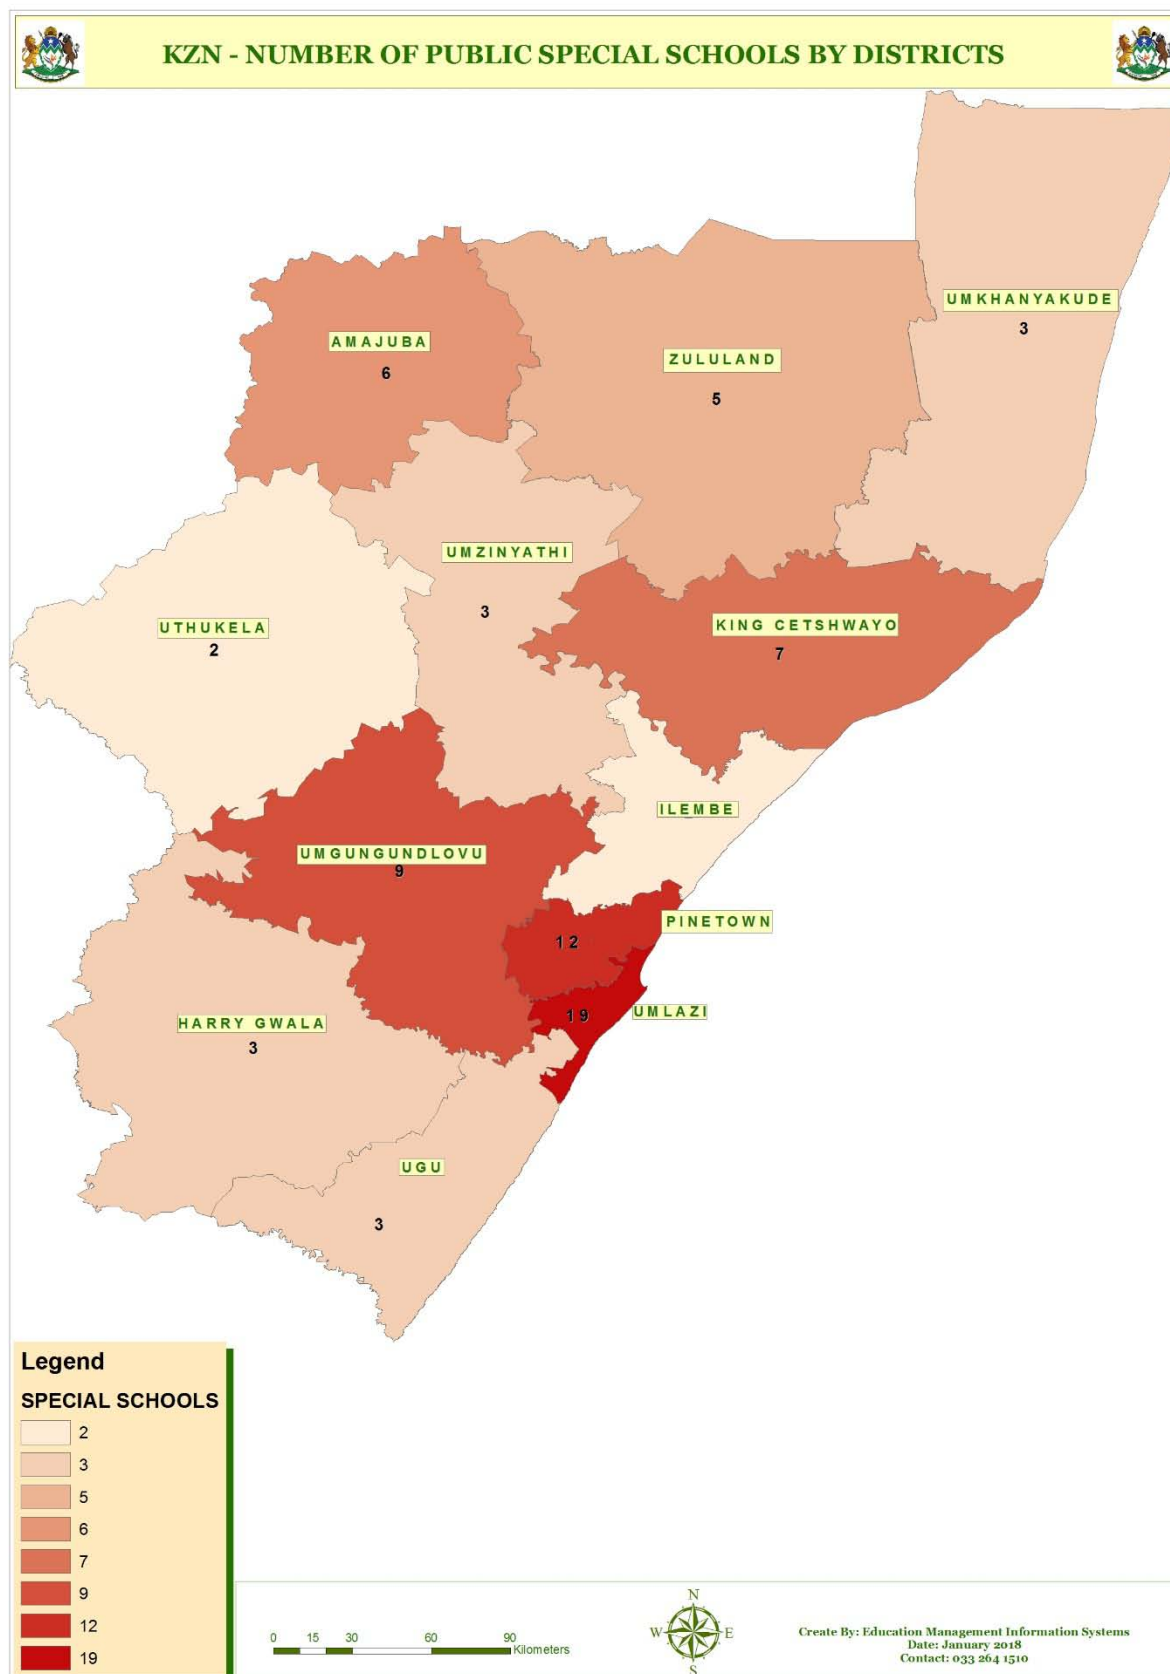 KZN - NUMBER OF PUBLIC SPECIAL SCHOOLS BY DISTRICTS
UMKHANYAKUDE
3
AMAJUBA
6
ZULULAND
5
UMZINYATHI
3
UTHUKELA
2
KING CETSHWAYO
7
ILEMBE
UMGUNGUNDLOVU
9
PINETOWN
12
UMLAZI
19
HARRY GWALA
3
UGU
3
Legend
SPECIAL SCHOOLS
2
3
5
6
7
9
12
19
0 15 30 60 90
Kilometers
N
W E
S
Create By: Education Management Information Systems
Date: January 2018
Contact: 033 264 1510